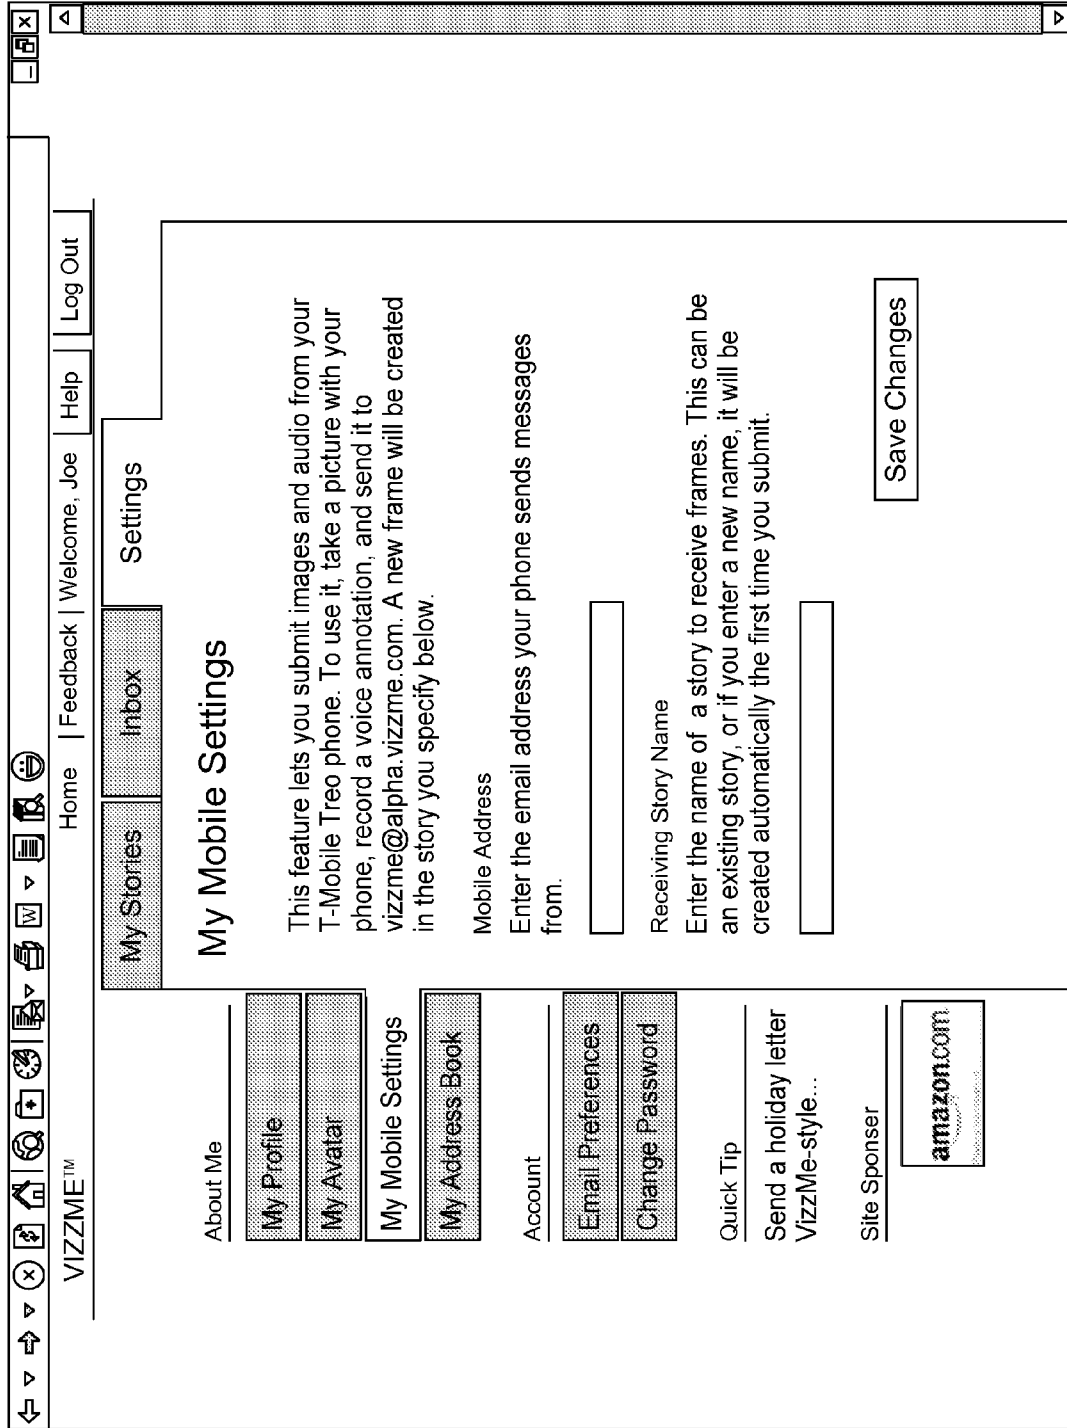 VIZZME™
Home | Feedback | Welcome, Joe | Help | Log Out
My Stories
Inbox
Settings
About Me
My Profile
My Avatar
My Mobile Settings
My Address Book
Account
Email Preferences
Change Password
Quick Tip
Send a holiday letter
VizzMe-style...
Site Sponser
amazon.com
My Mobile Settings
This feature lets you submit images and audio from your
T-Mobile Treo phone. To use it, take a picture with your
phone, record a voice annotation, and send it to
vizzme@alpha.vizzme.com. A new frame will be created
in the story you specify below.
Mobile Address
Enter the email address your phone sends messages
from.
Receiving Story Name
Enter the name of a story to receive frames. This can be
an existing story, or if you enter a new name, it will be
created automatically the first time you submit.
Save Changes